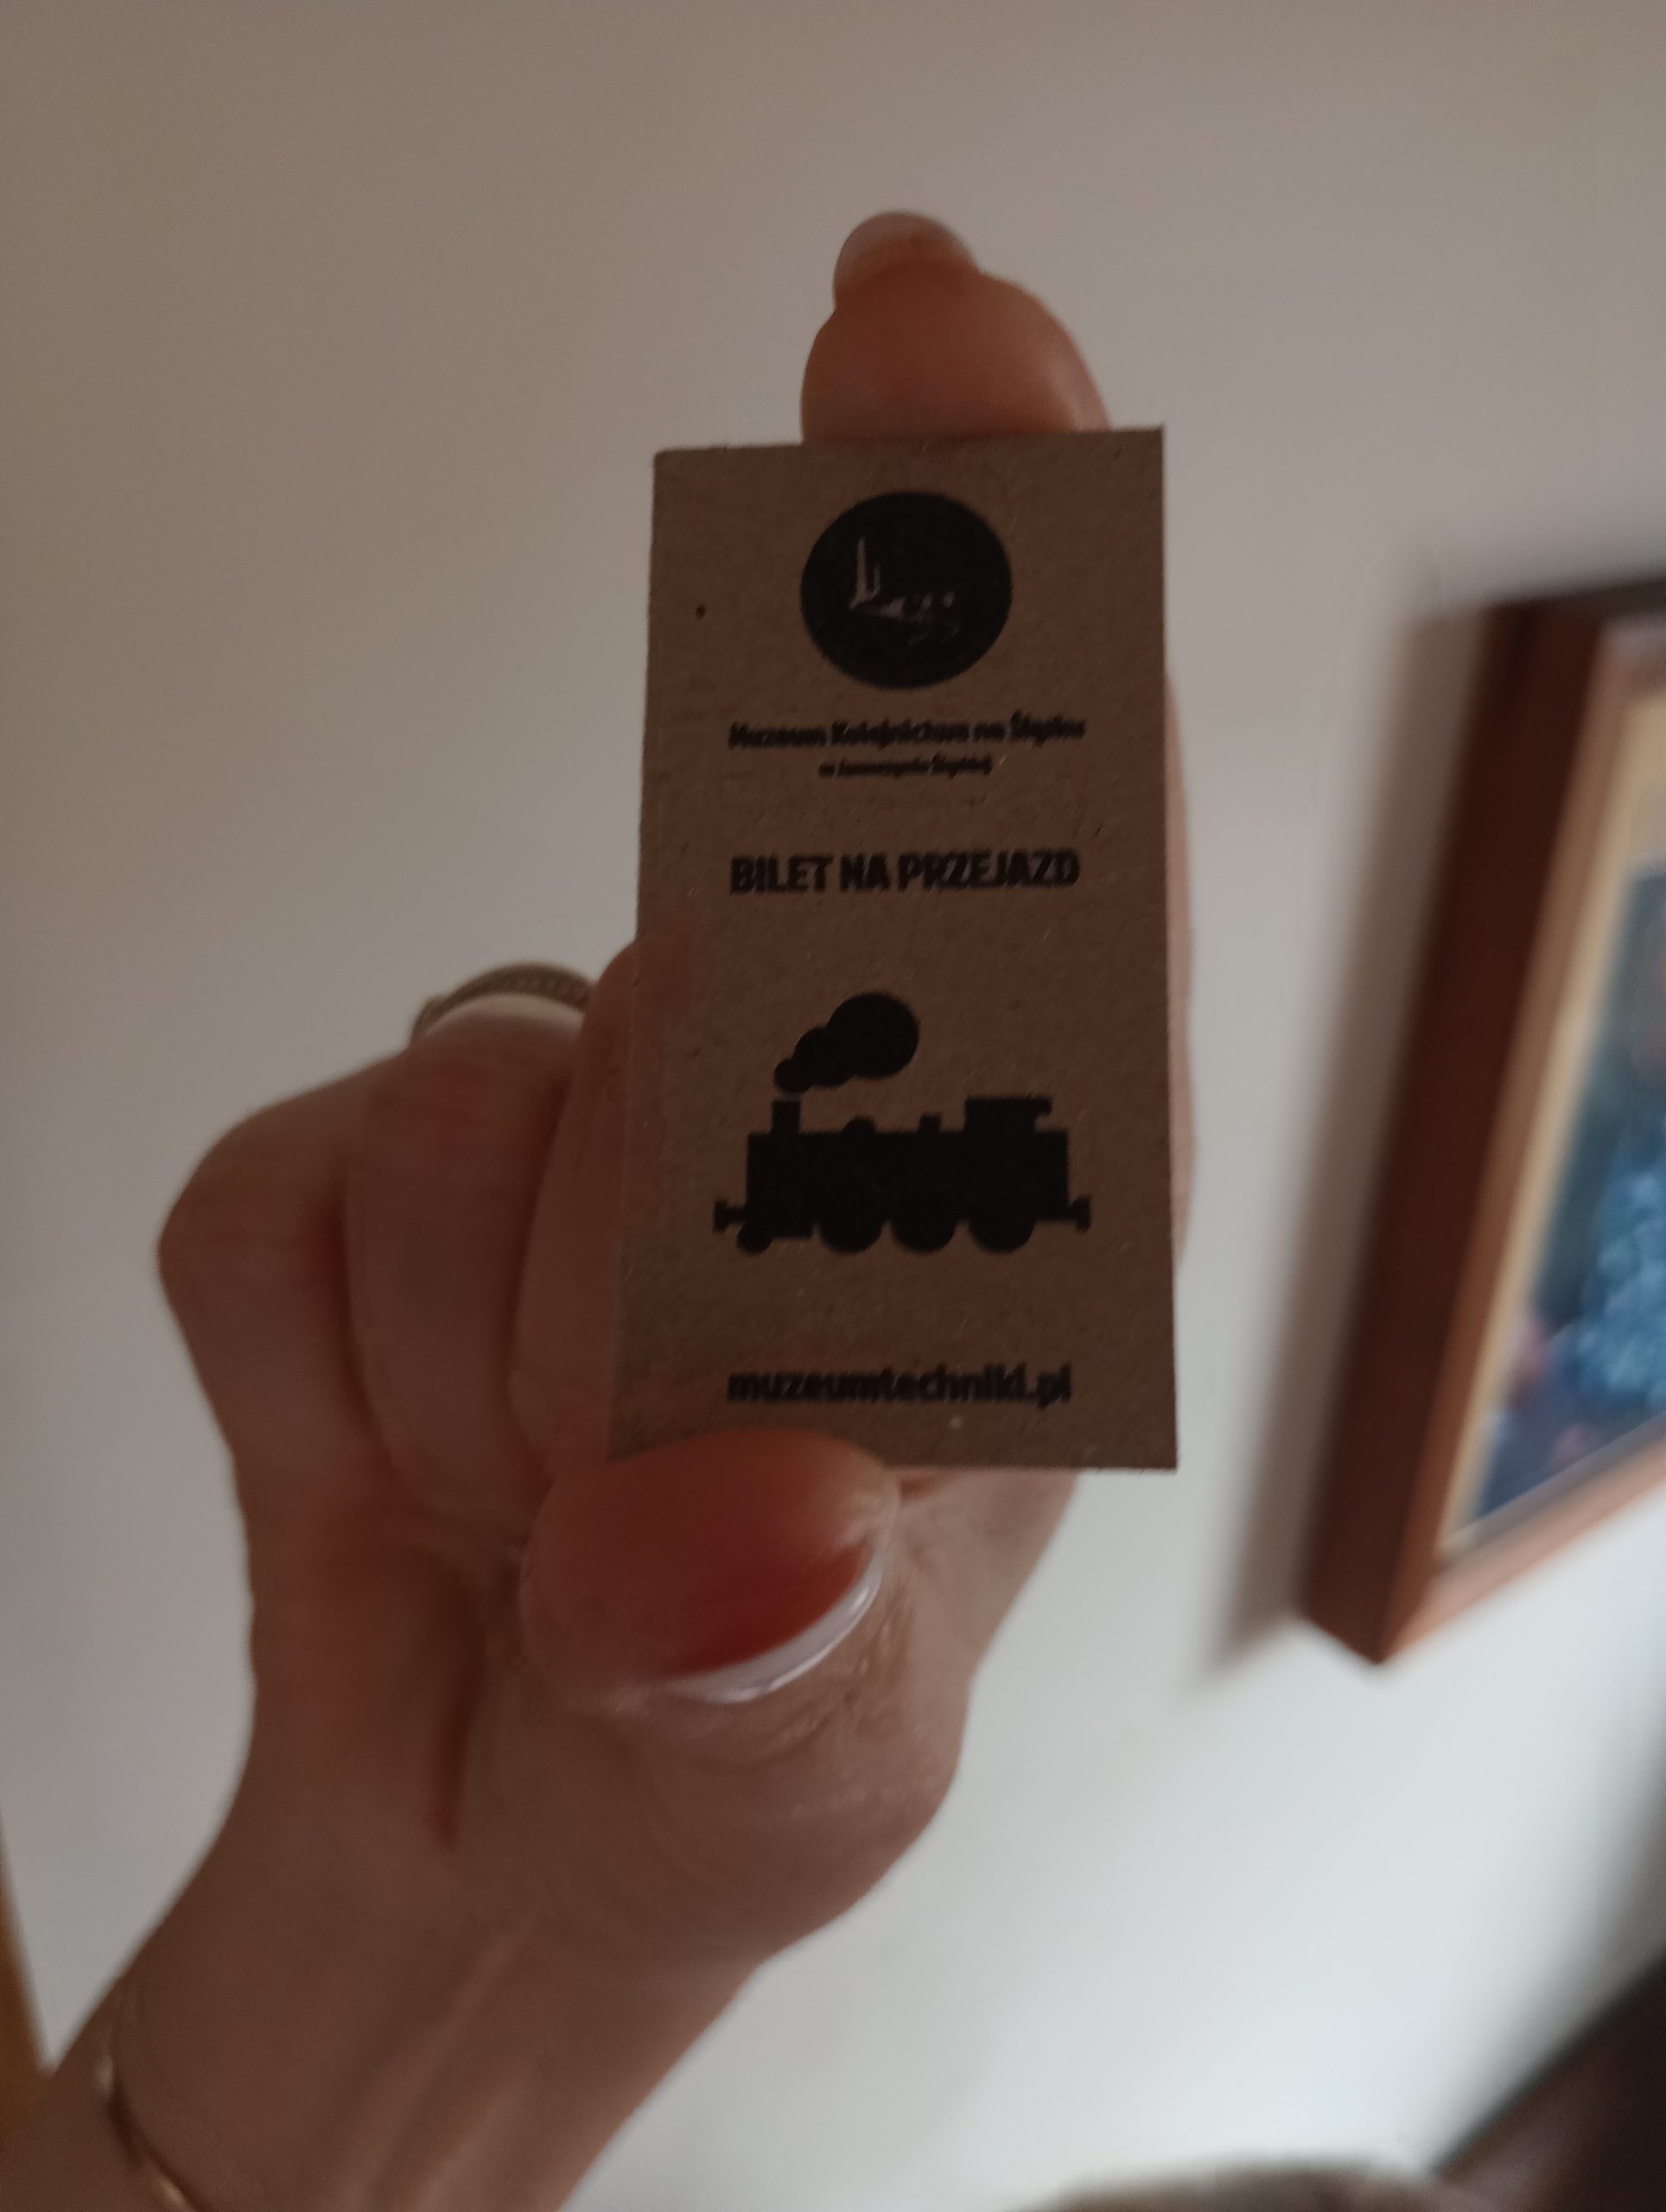 Muzeum Kolejnictwa na Śląsku
w Jaworzynie Śląskiej
BILET NA PRZEJAZD
muzeumtechniki.pl